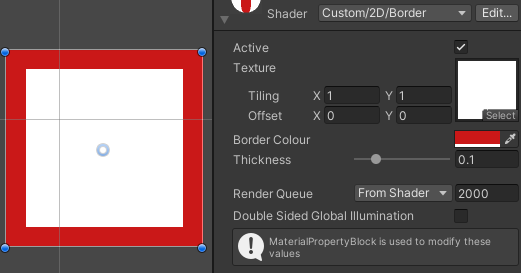 Shader Custom/2D/Border Edit...
Active
Texture
Tiling X 1 Y 1
Offset X 0 Y 0
Select
Border Colour
Thickness 0.1
Render Queue From Shader 2000
Double Sided Global Illumination
MaterialPropertyBlock is used to modify these
values